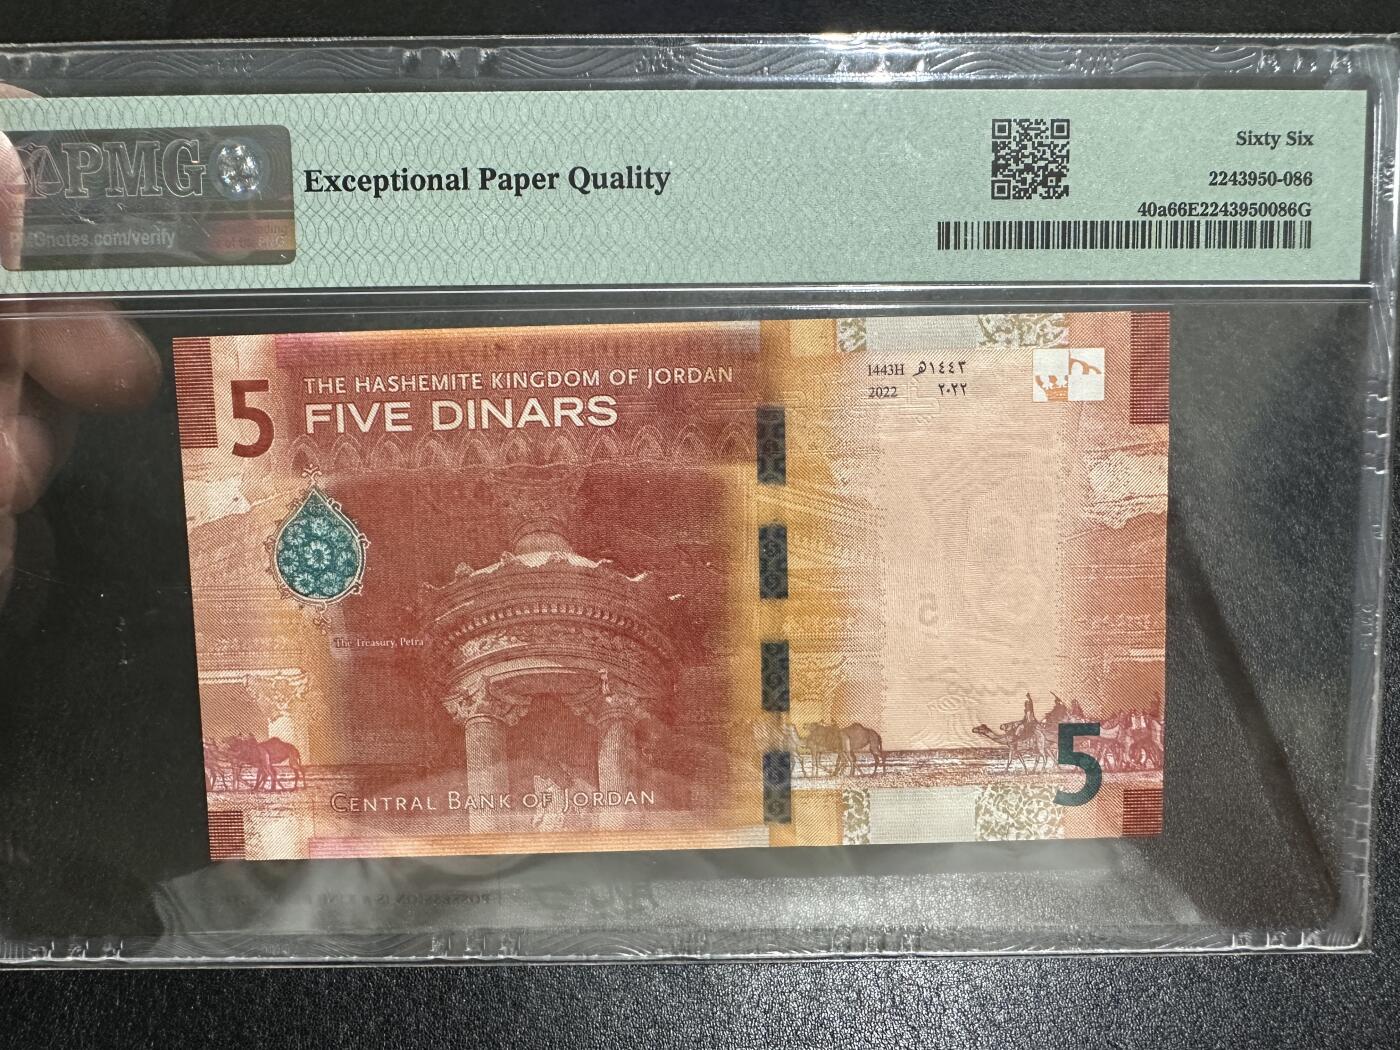 PMG
PMGnotes.com/verify
Exceptional Paper Quality
Sixty Six
2243950-086
40a66E2243950086G
5
THE HASHEMITE KINGDOM OF JORDAN
FIVE DINARS
1443H ١٤٤٣هـ
2022 ٢٠٢٢
The Treasury, Petra
5
5
CENTRAL BANK OF JORDAN